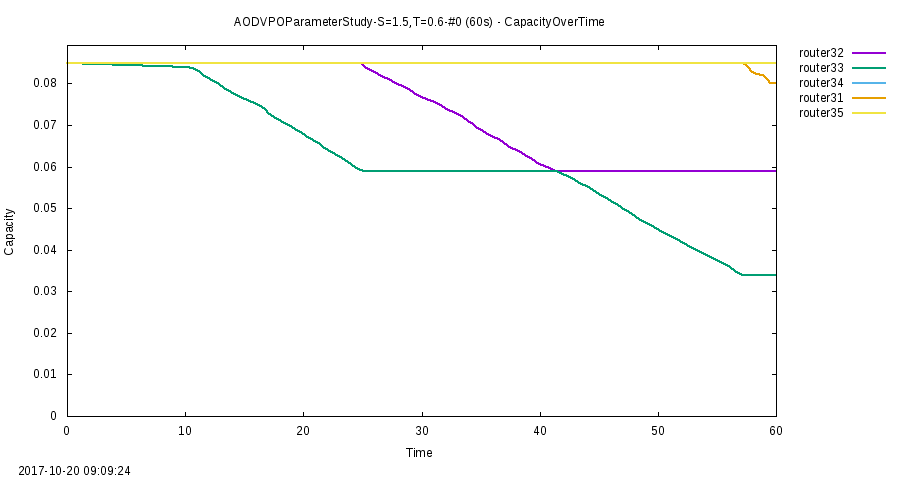 AODVPOParameterStudy-S=1.5,T=0.6-#0 (60s) - CapacityOverTime
router32
router33
router34
router31
router35
0.08
0.07
0.06
0.05
0.04
0.03
0.02
0.01
0
Capacity
0 10 20 30 40 50 60
Time
2017-10-20 09:09:24